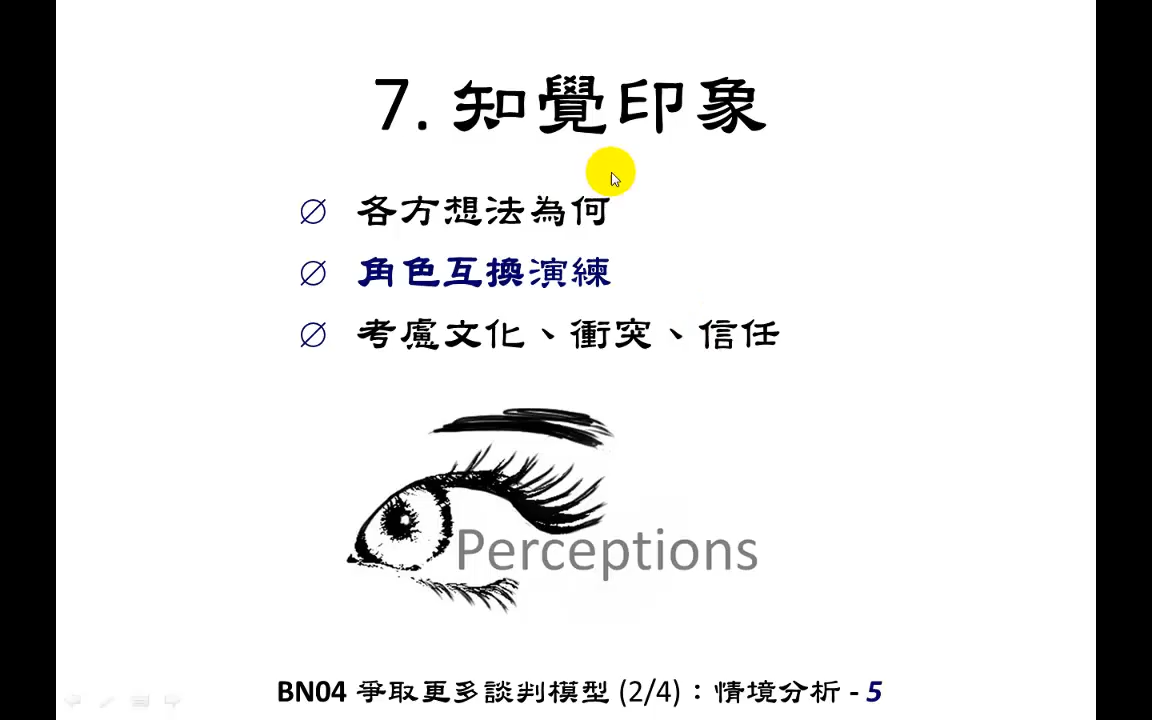 7. 知覺印象
各方想法為何
角色互換演練
考慮文化、衝突、信任
Perceptions
BN04 爭取更多談判模型 (2/4)：情境分析 - 5